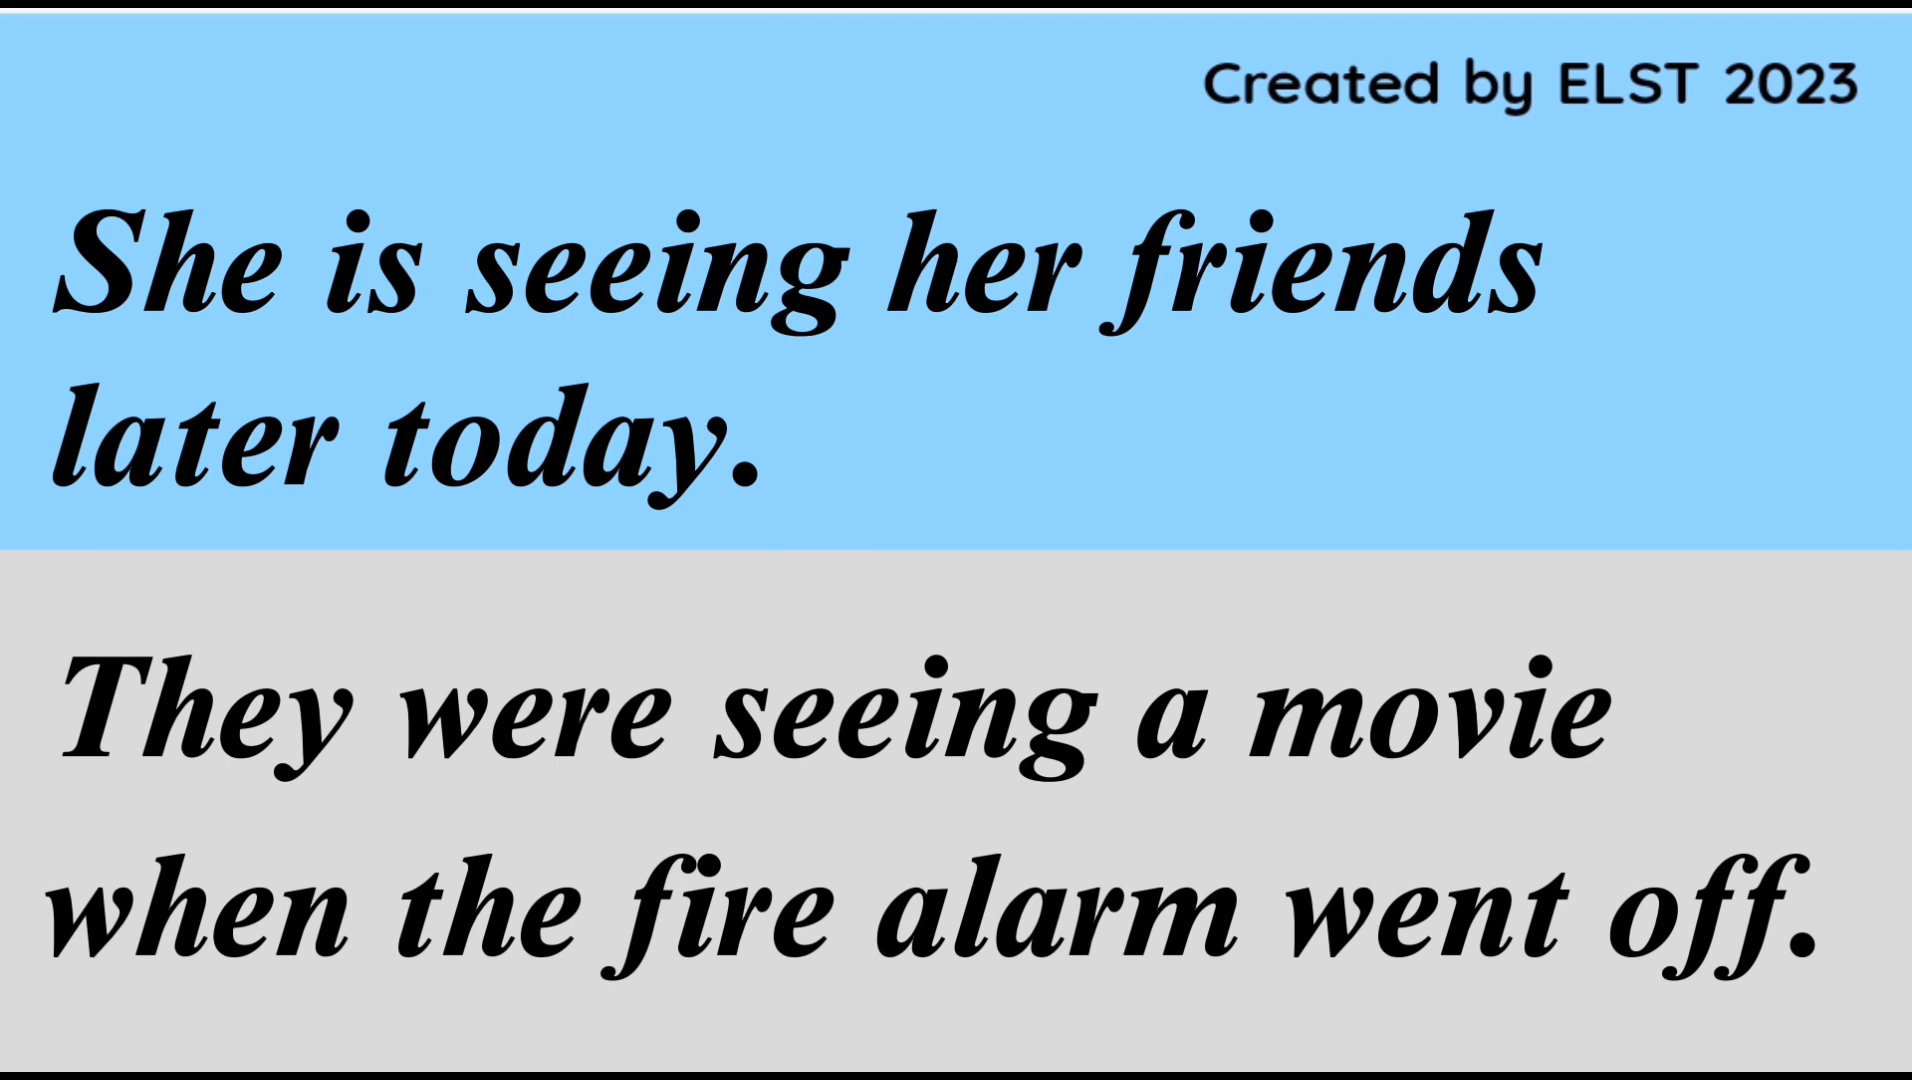 Created by ELST 2023
She is seeing her friends
later today.
They were seeing a movie
when the fire alarm went off.